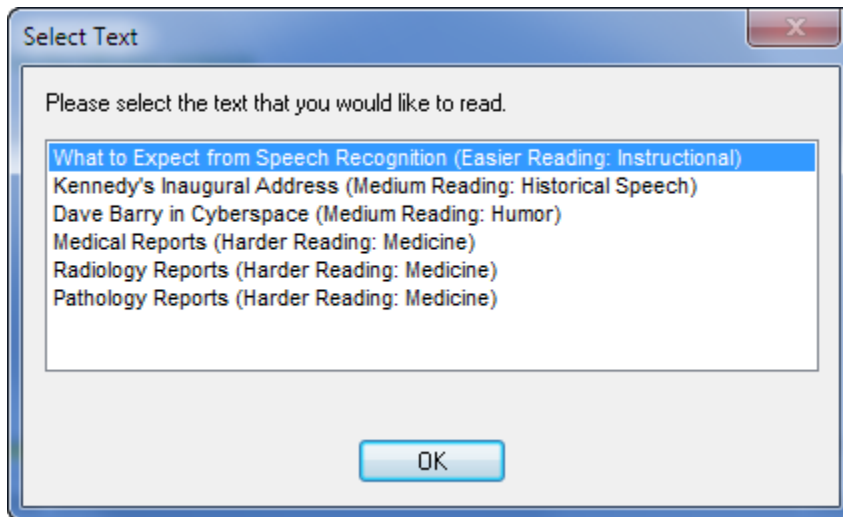 Select Text
Please select the text that you would like to read.
What to Expect from Speech Recognition (Easier Reading: Instructional)
Kennedy's Inaugural Address (Medium Reading: Historical Speech)
Dave Barry in Cyberspace (Medium Reading: Humor)
Medical Reports (Harder Reading: Medicine)
Radiology Reports (Harder Reading: Medicine)
Pathology Reports (Harder Reading: Medicine)
OK